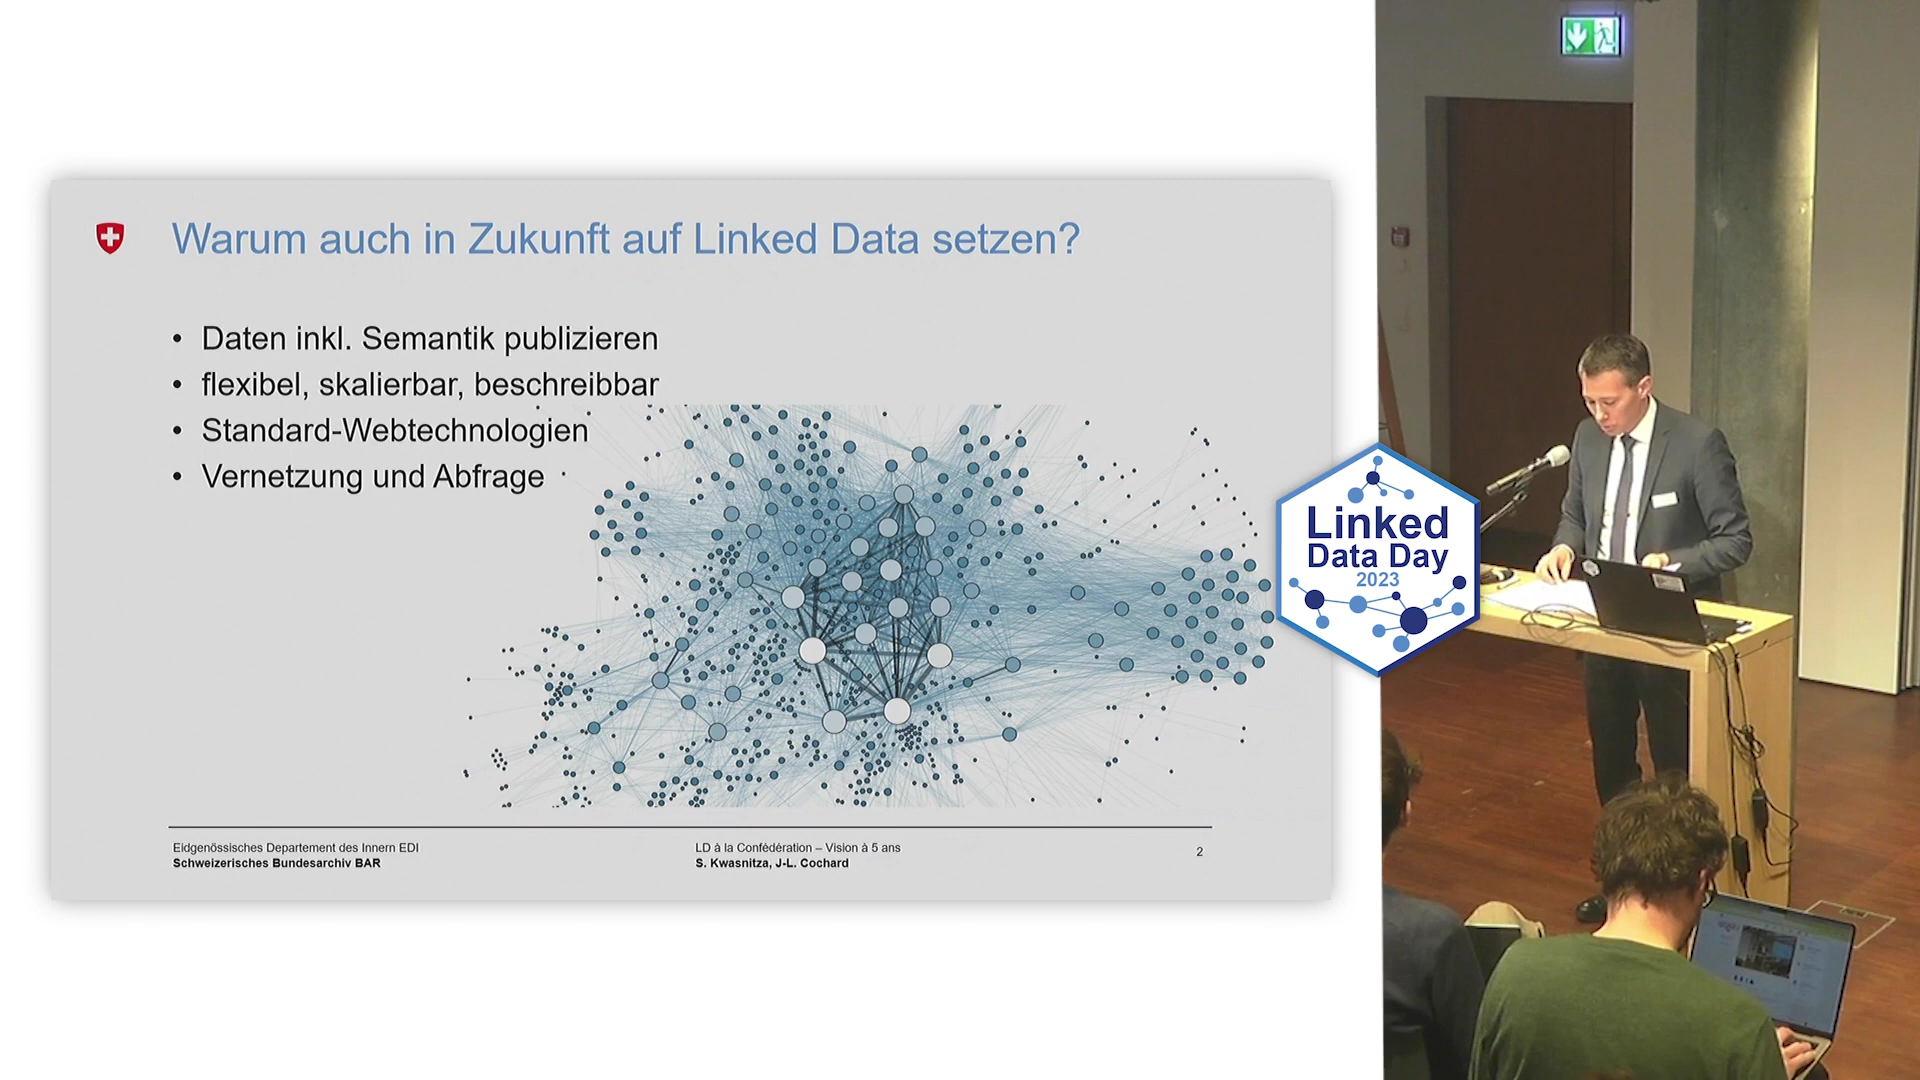 Warum auch in Zukunft auf Linked Data setzen?
• Daten inkl. Semantik publizieren
• flexibel, skalierbar, beschreibbar
• Standard-Webtechnologien
• Vernetzung und Abfrage
Eidgenössisches Departement des Innern EDI
Schweizerisches Bundesarchiv BAR
LD à la Confédération – Vision à 5 ans
S. Kwasnitza, J-L. Cochard
2
Linked
Data Day
2023